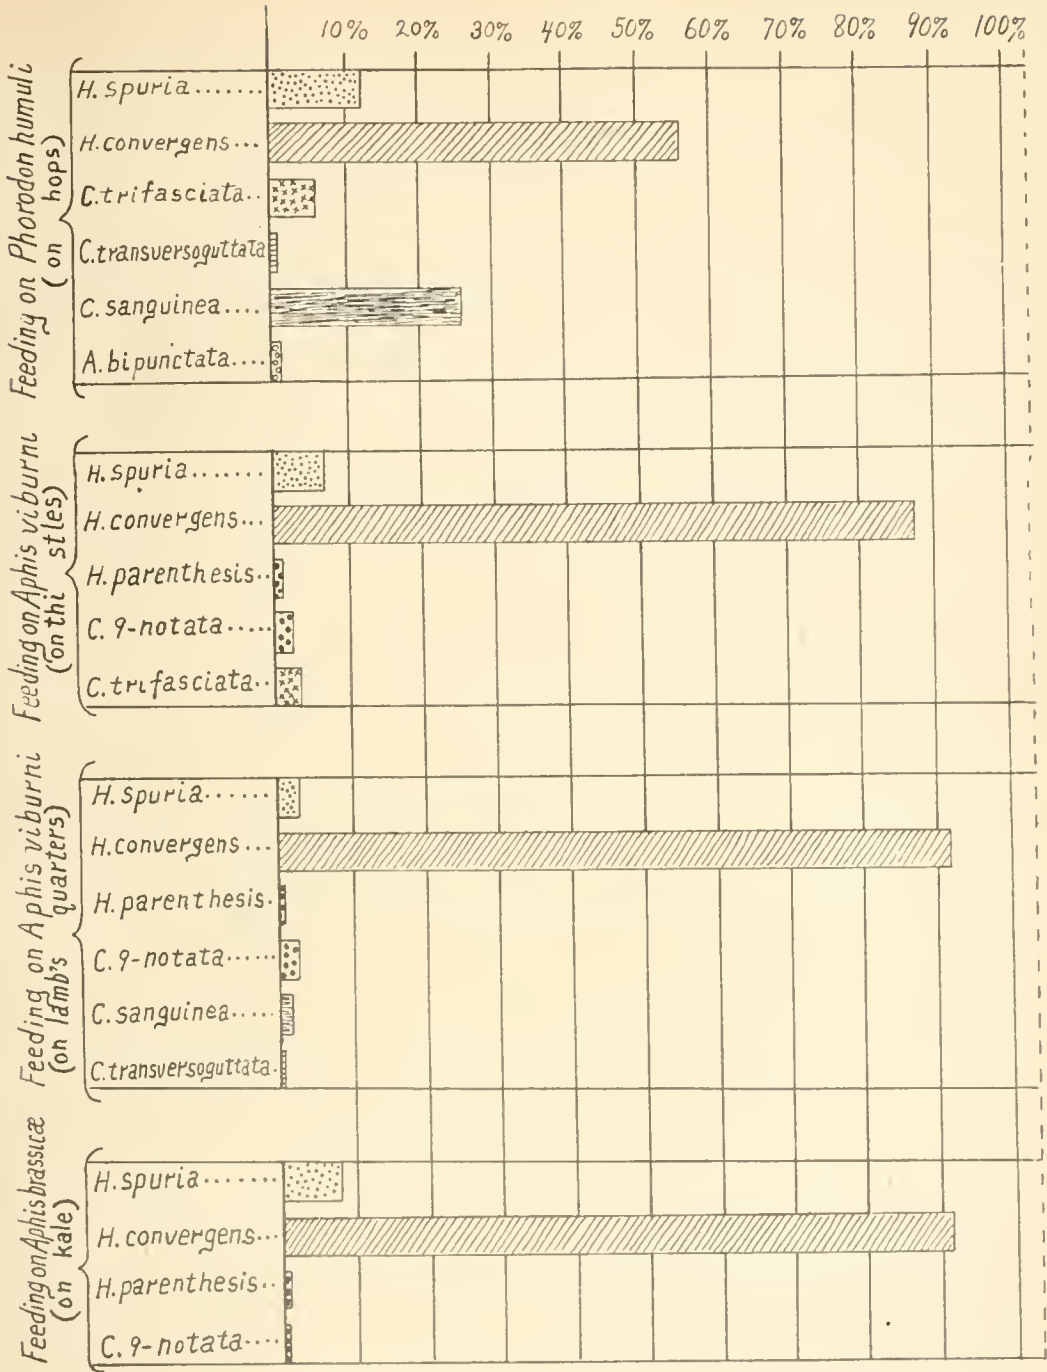 10% 20% 30% 40% 50% 60% 70% 80% 90% 100%
Feeding on Phorodon humuli
(on hops)
H. spuria.......
H. convergens...
C. trifasciata..
C. transversoguttata
C. sanguinea....
A. bipunctata....
Feeding on Aphis viburni
(on thi stles)
H. spuria.......
H. convergens...
H. parenthesis..
C. 9-notata.....
C. trifasciata..
Feeding on Aphis viburni
(on lamb's quarters)
H. spuria......
H. convergens...
H. parenthesis.
C. 9-notata.....
C. sanguinea....
C. transversoguttata.
Feeding on Aphis brassicæ
(on kale)
H. spuria.......
H. convergens...
H. parenthesis..
C. 9-notata....